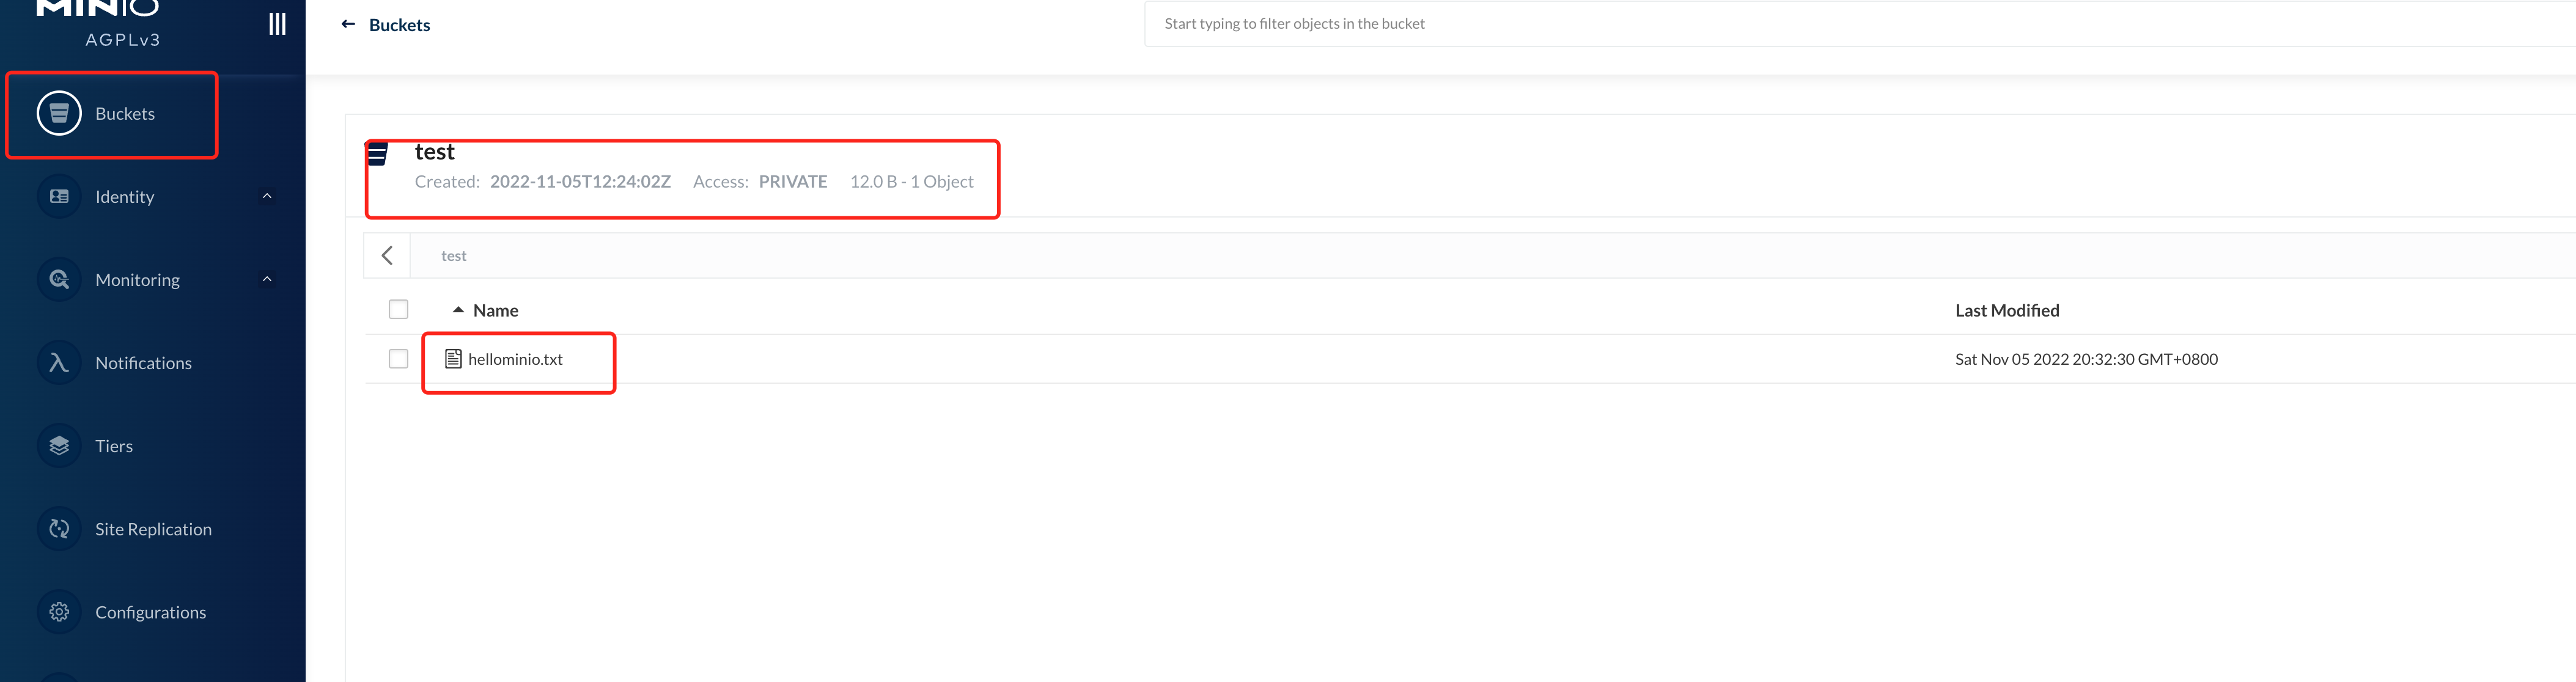 MINIO
AGPLv3
Buckets
Identity
Monitoring
Notifications
Tiers
Site Replication
Configurations
Buckets
Start typing to filter objects in the bucket
test
Created: 2022-11-05T12:24:02Z Access: PRIVATE 12.0 B - 1 Object
test
Name Last Modified
hellominio.txt Sat Nov 05 2022 20:32:30 GMT+0800